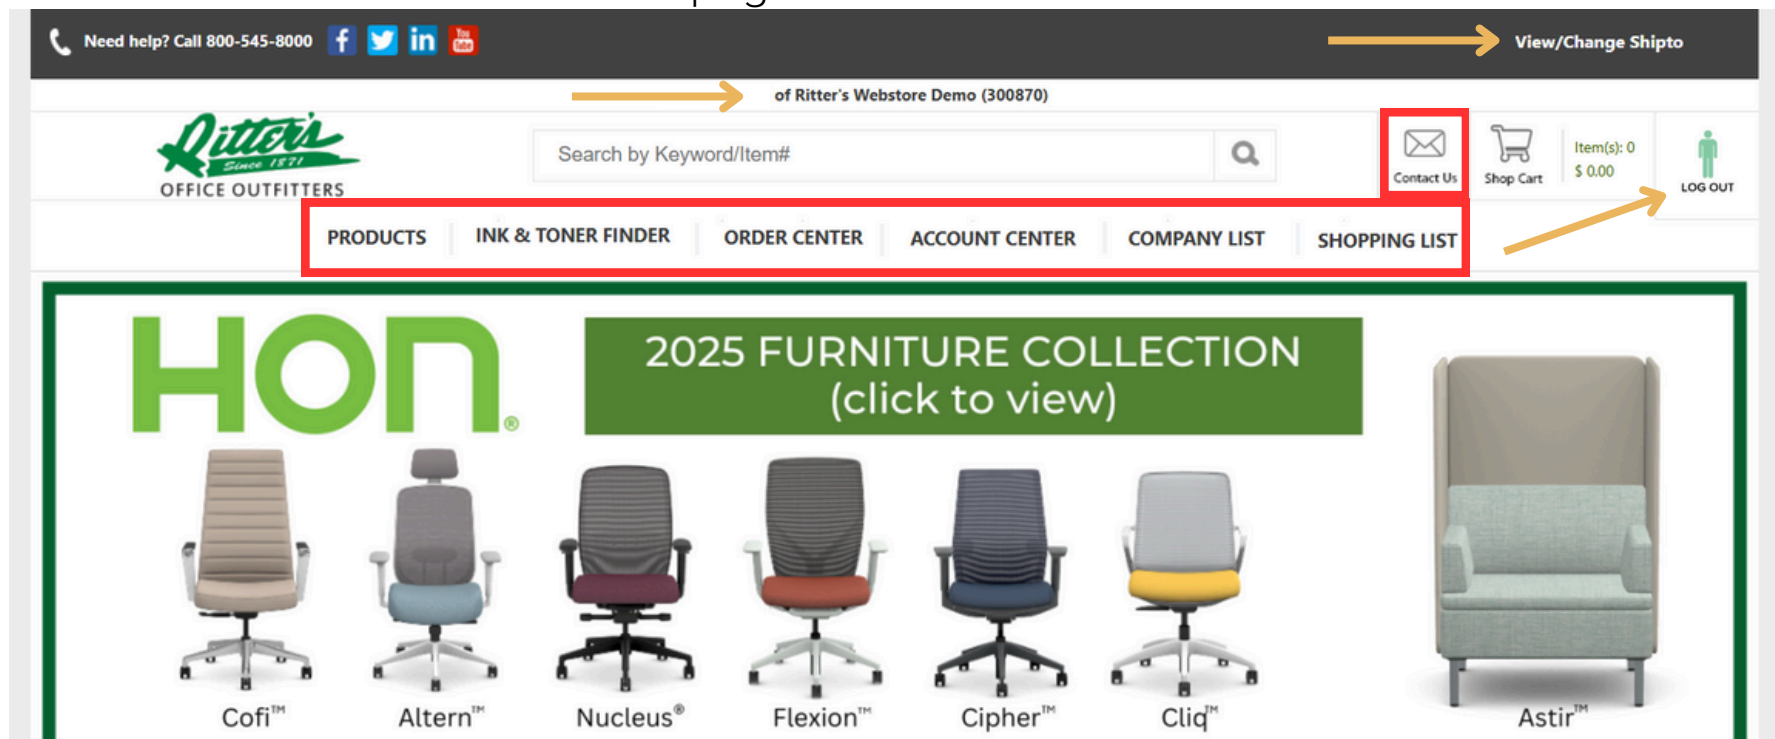 Need help? Call 800-545-8000
f in You Tube
View/Change Shipto
of Ritter's Webstore Demo (300870)
Ritter's
Since 1871
OFFICE OUTFITTERS
Search by Keyword/Item#
Contact Us
Shop Cart
Item(s): 0
$ 0.00
LOG OUT
PRODUCTS INK & TONER FINDER ORDER CENTER ACCOUNT CENTER COMPANY LIST SHOPPING LIST
HON®
2025 FURNITURE COLLECTION
(click to view)
Cofi™ Altern™ Nucleus® Flexion™ Cipher™ Cliq™ Astir™